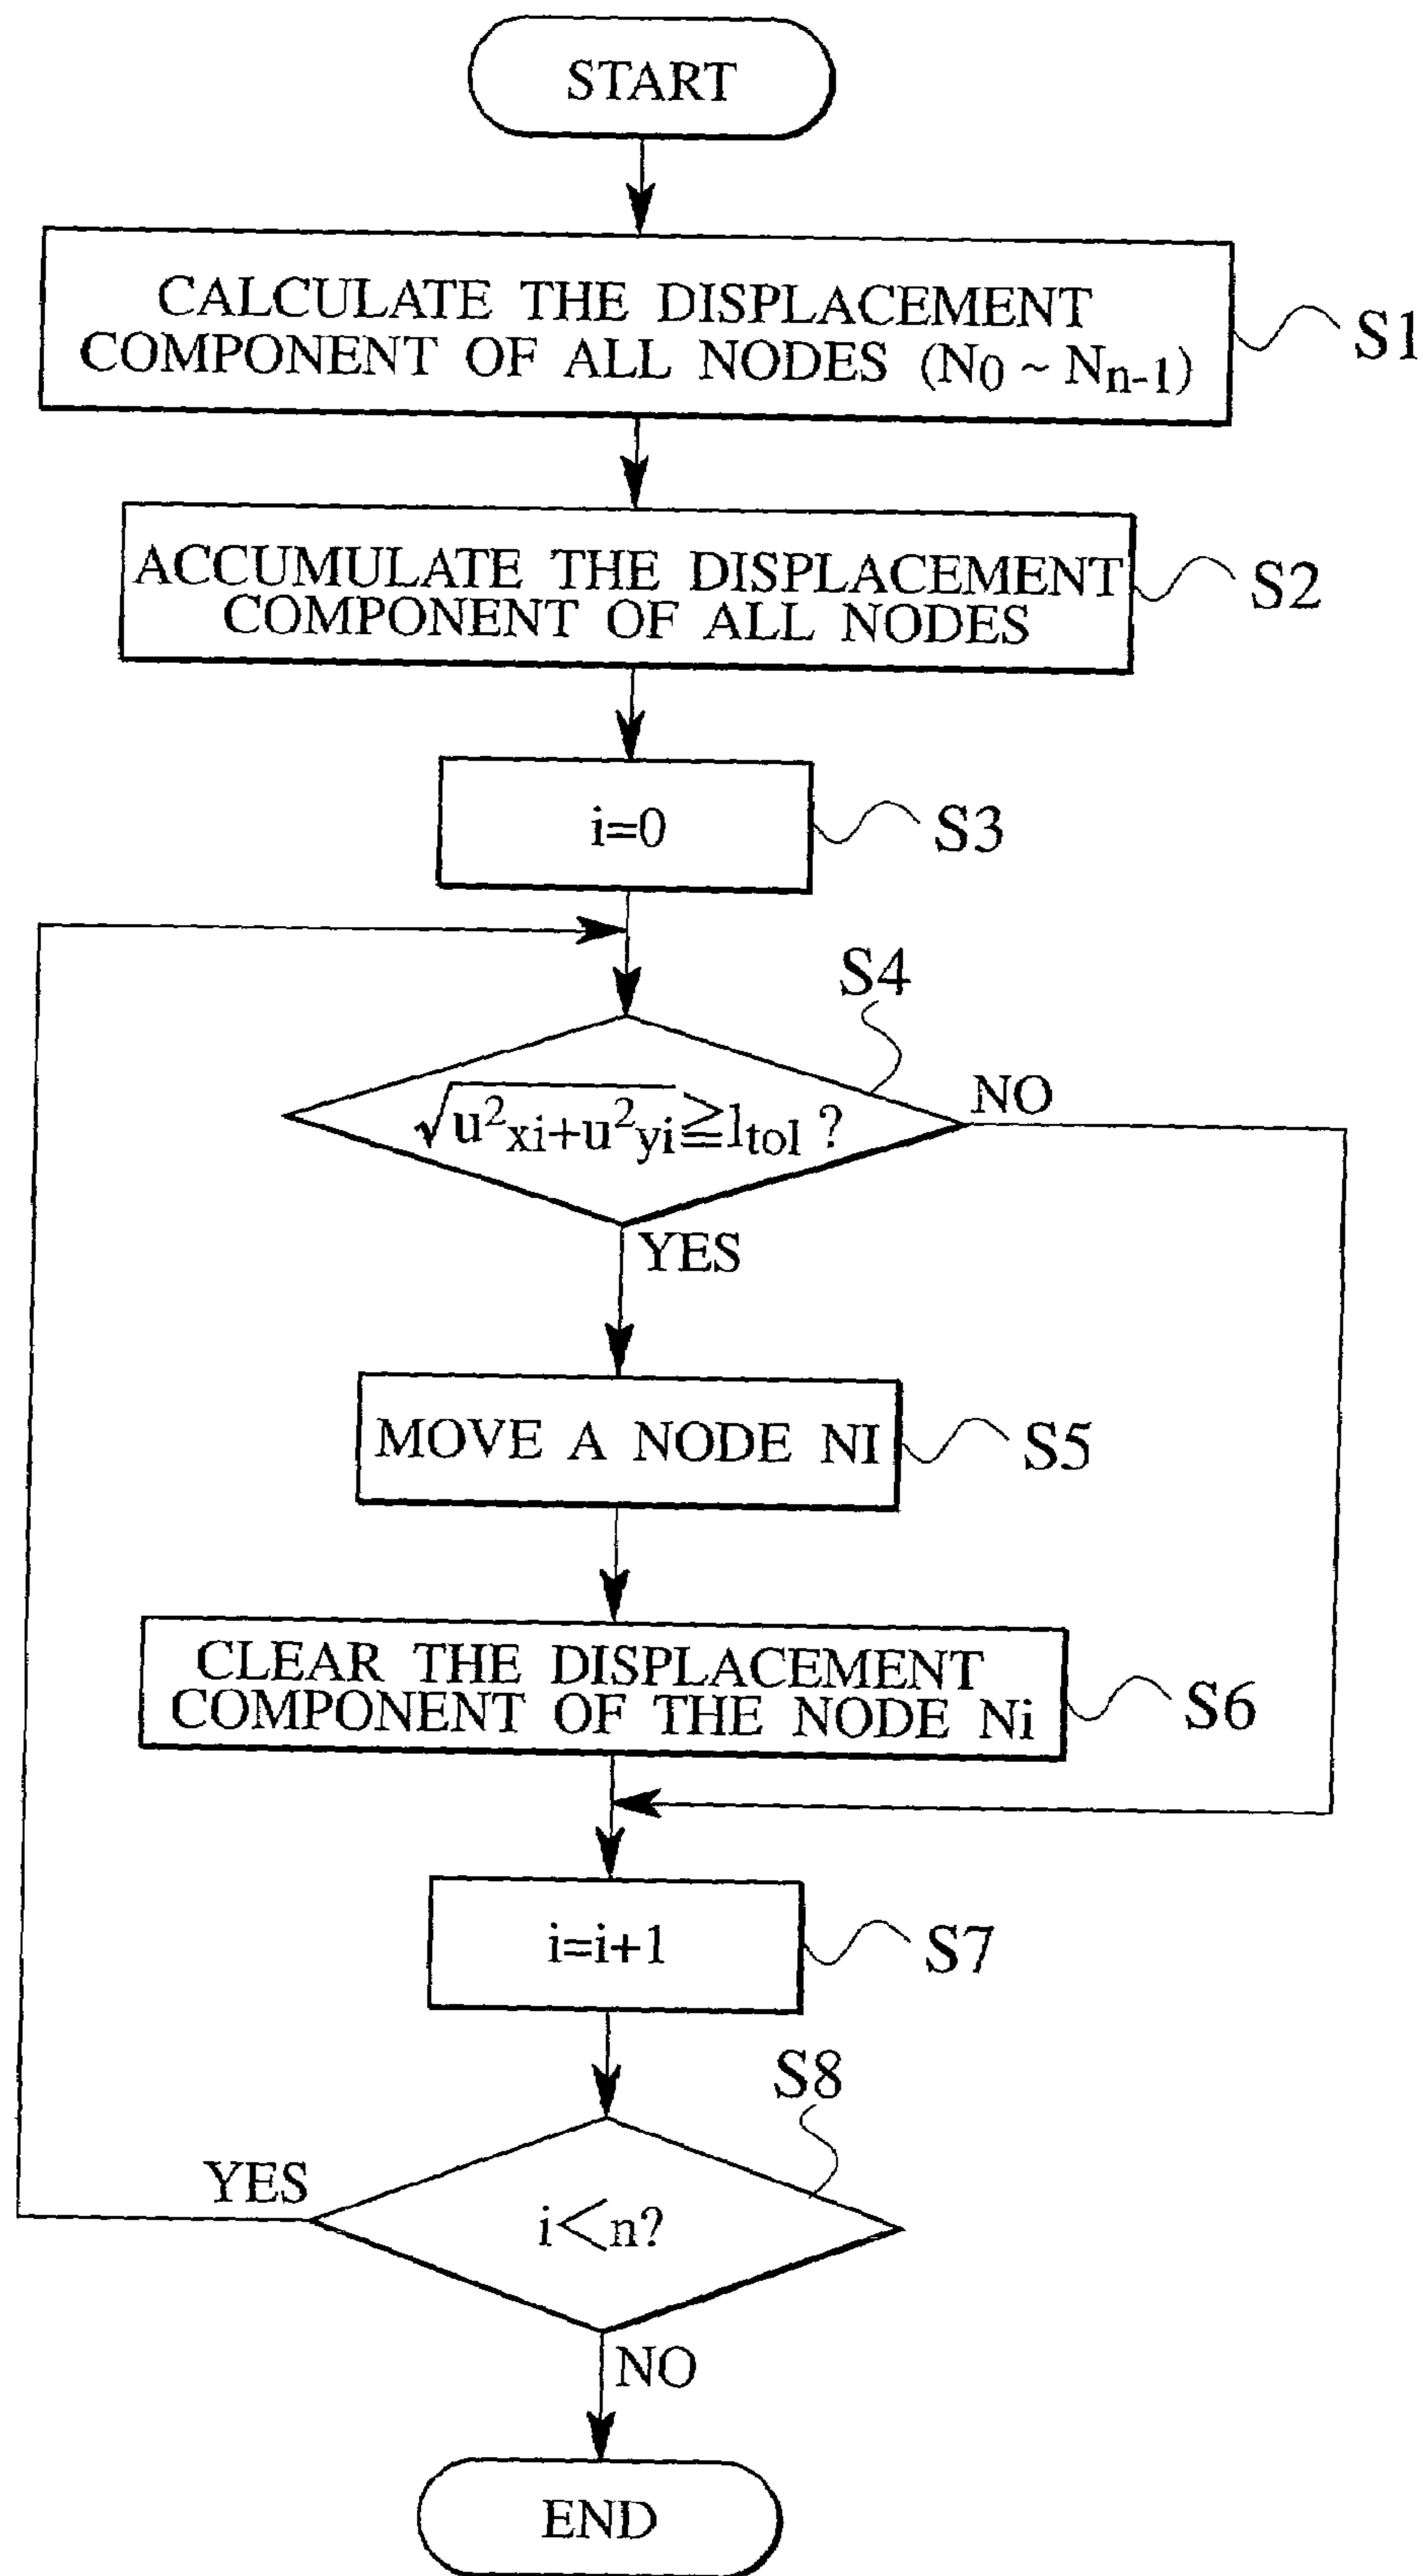 START
CALCULATE THE DISPLACEMENT
COMPONENT OF ALL NODES (N0 ~ Nn-1)
S1
ACCUMULATE THE DISPLACEMENT
COMPONENT OF ALL NODES
S2
i=0
S3
S4
√u²xi+u²yi≧ltol ?
NO
YES
MOVE A NODE NI
S5
CLEAR THE DISPLACEMENT
COMPONENT OF THE NODE Ni
S6
i=i+1
S7
S8
YES
i<n?
NO
END